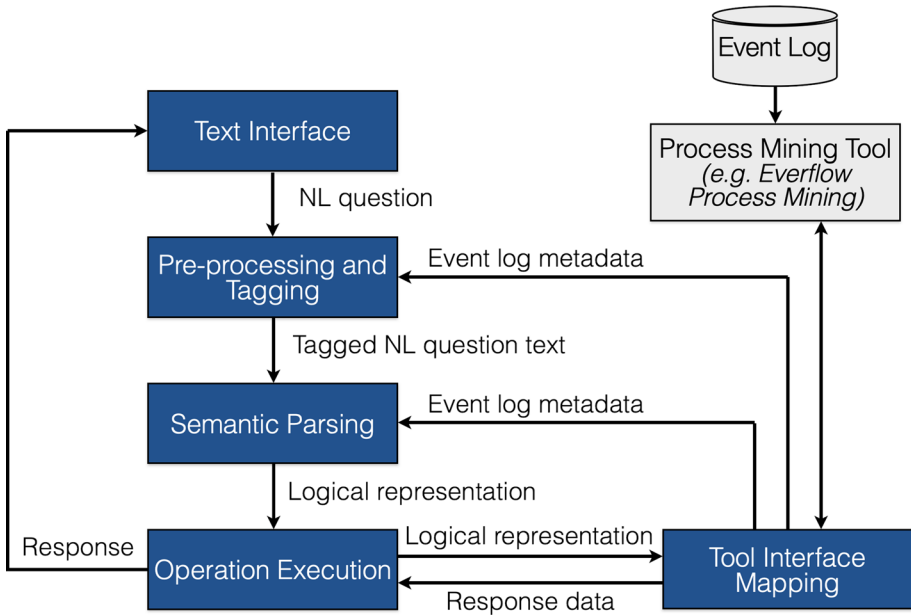 Event Log
Text Interface
Process Mining Tool
(e.g. Everflow
Process Mining)
NL question
Pre-processing and
Tagging
Event log metadata
Tagged NL question text
Event log metadata
Semantic Parsing
Logical representation
Response
Operation Execution
Logical representation
Response data
Tool Interface
Mapping